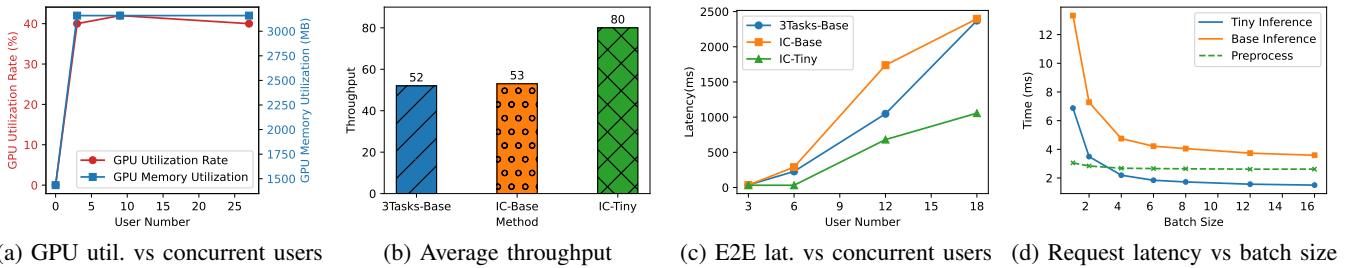 GPU Utilization Rate (%)
40
30
20
10
0
GPU Utilization Rate
GPU Memory Utilization
0 5 10 15 20 25
User Number
3000
2750
2500
2250
2000
1750
1500
GPU Memory Utilization (MB)
(a) GPU util. vs concurrent users
Throughput
80
60
40
20
0
52
53
80
3Tasks-Base IC-Base IC-Tiny
Method
(b) Average throughput
Latency(ms)
2500
2000
1500
1000
500
0
3Tasks-Base
IC-Base
IC-Tiny
3 6 9 12 15 18
User Number
(c) E2E lat. vs concurrent users
Time (ms)
12
10
8
6
4
2
Tiny Inference
Base Inference
Preprocess
2 4 6 8 10 12 14 16
Batch Size
(d) Request latency vs batch size